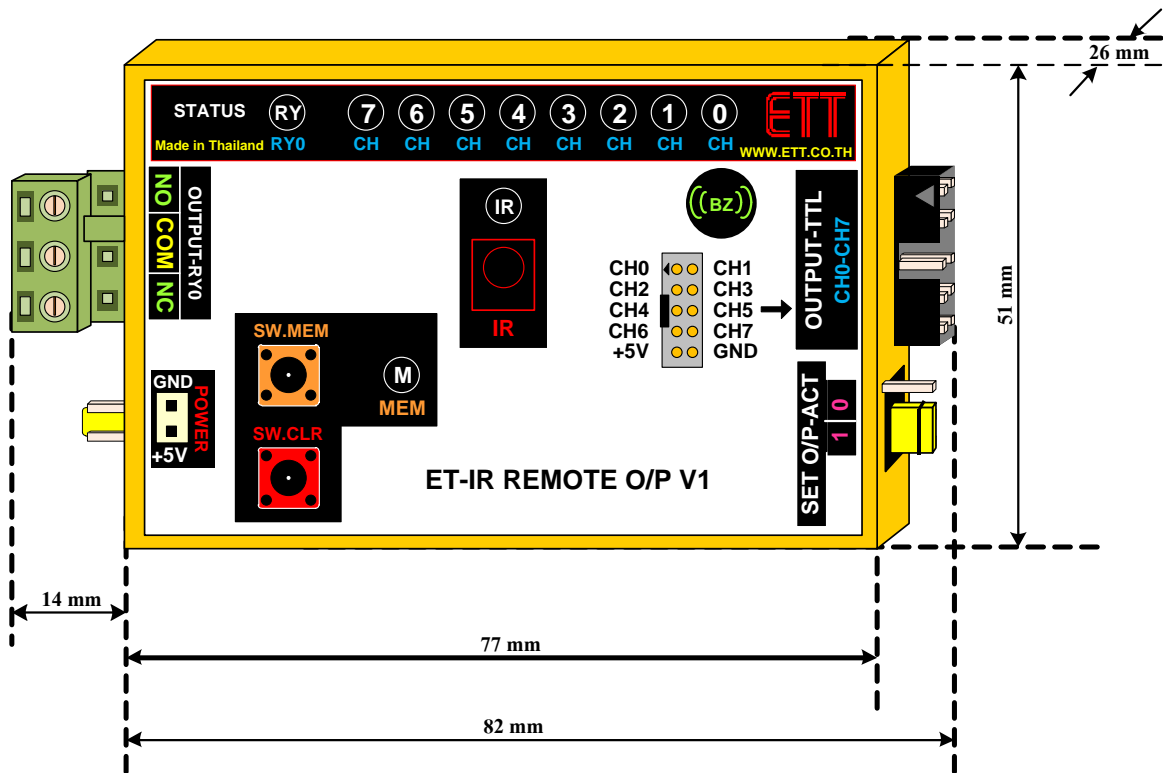 26 mm
STATUS RY 7 6 5 4 3 2 1 0 ETT
Made in Thailand RY0 CH CH CH CH CH CH CH CH WWW.ETT.CO.TH
NO COM NC
OUTPUT-RY0
IR
IR
((BZ))
CH0 CH1
CH2 CH3
CH4 CH5
CH6 CH7
+5V GND
OUTPUT-TTL
CH0-CH7
51 mm
SW.MEM
M
MEM
SW.CLR
GND
POWER
+5V
SET O/P-ACT
1 0
ET-IR REMOTE O/P V1
14 mm
77 mm
82 mm